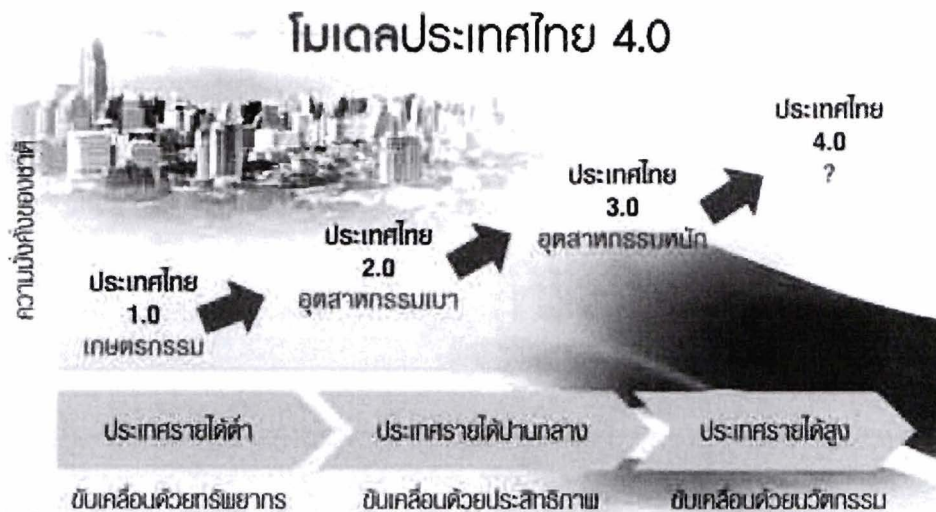 โมเดลประเทศไทย 4.0
ความมั่งคั่งของชาติ
ประเทศไทย
1.0
เกษตรกรรม
ประเทศไทย
2.0
อุตสาหกรรมเบา
ประเทศไทย
3.0
อุตสาหกรรมหนัก
ประเทศไทย
4.0
?
ประเทศรายได้ต่ำ
ประเทศรายได้ปานกลาง
ประเทศรายได้สูง
ขับเคลื่อนด้วยทรัพยากร
ขับเคลื่อนด้วยประสิทธิภาพ
ขับเคลื่อนด้วยนวัตกรรม